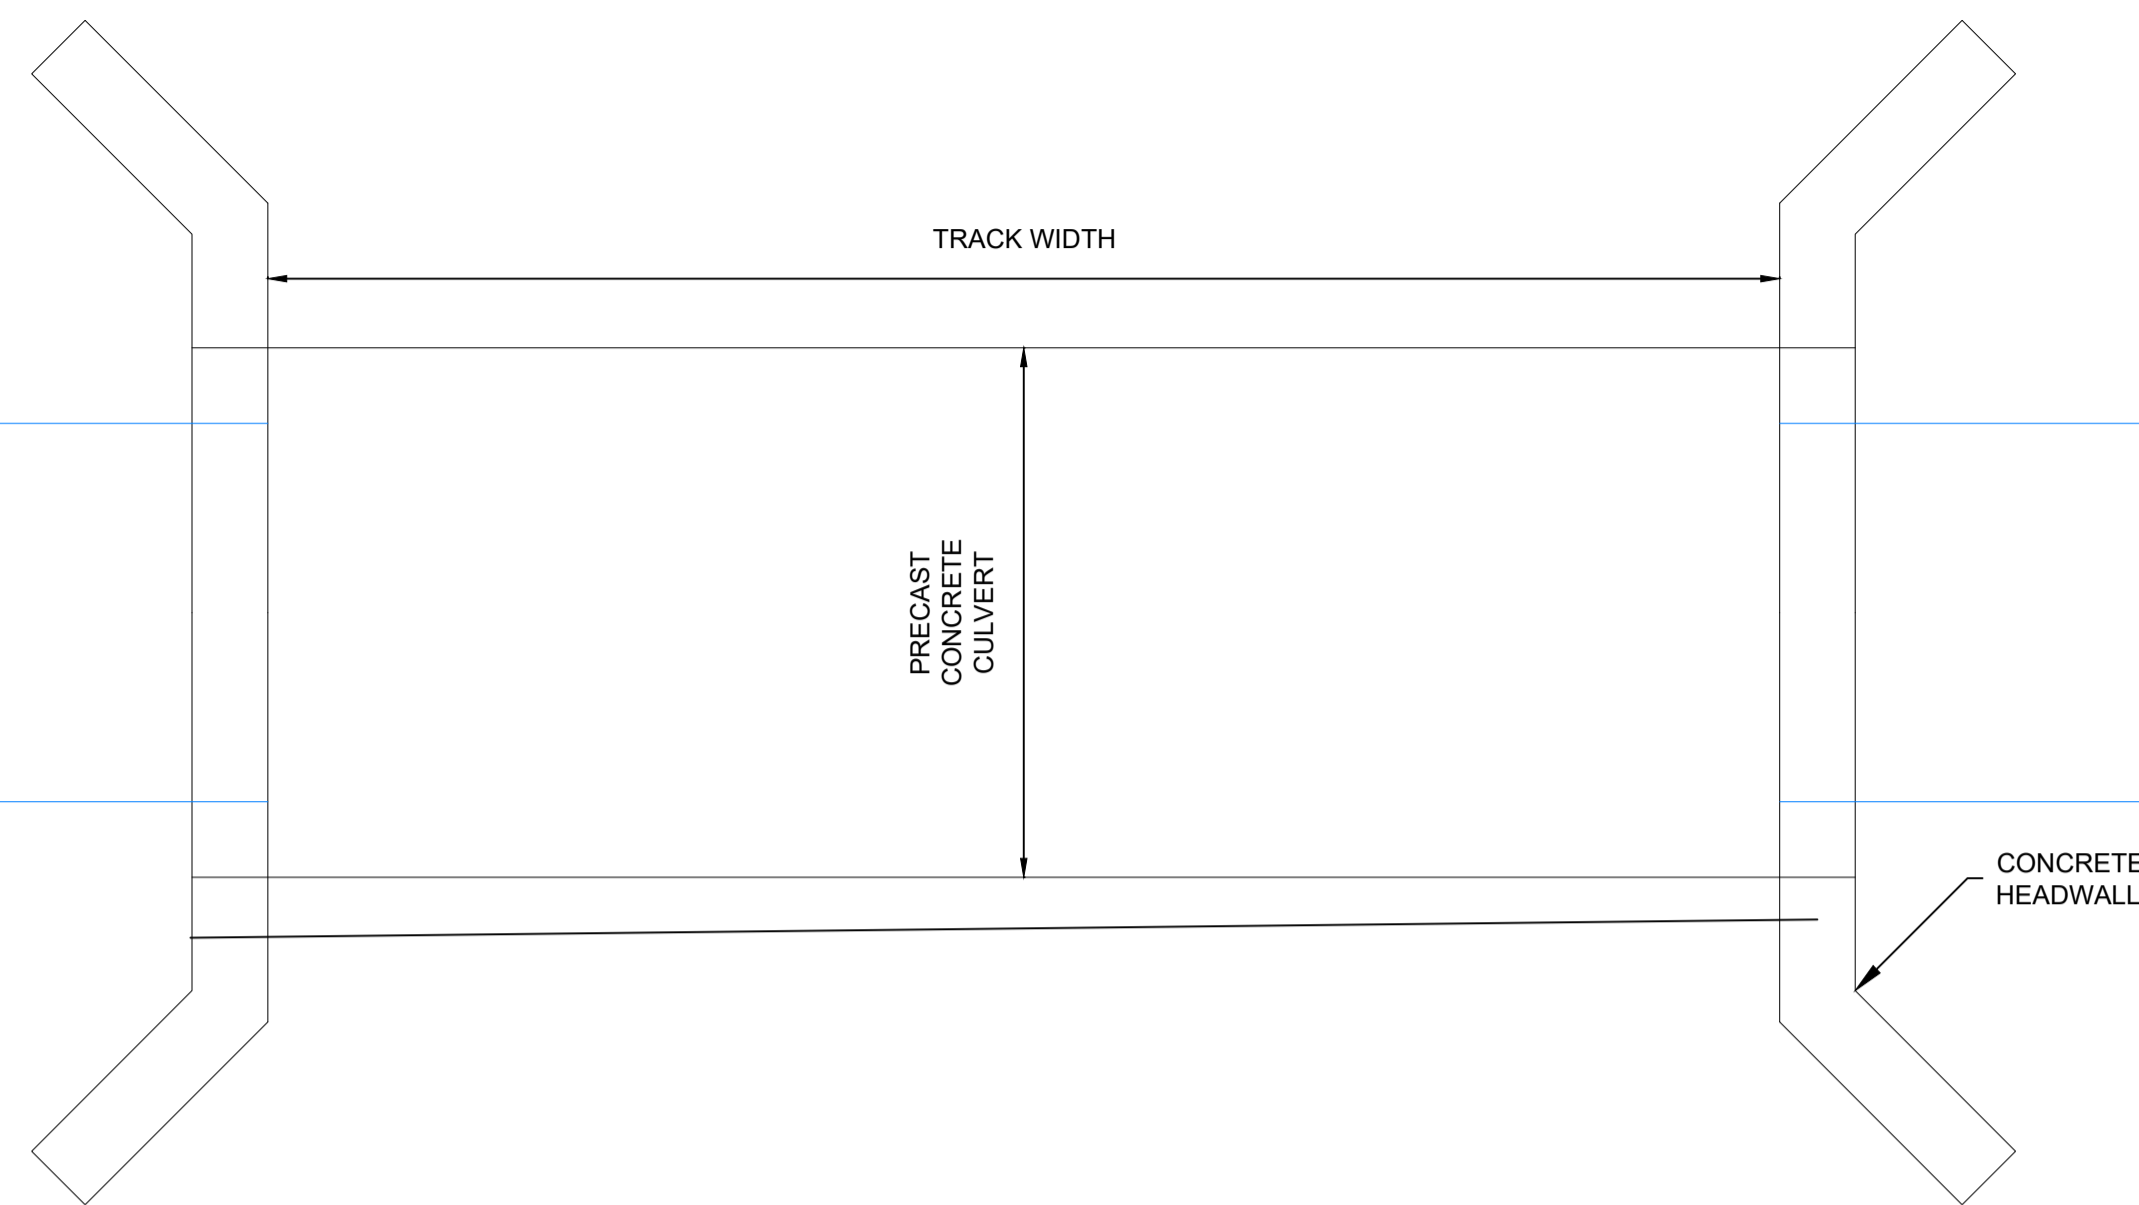 TRACK WIDTH
PRECAST
CONCRETE
CULVERT
CONCRETE
HEADWALL